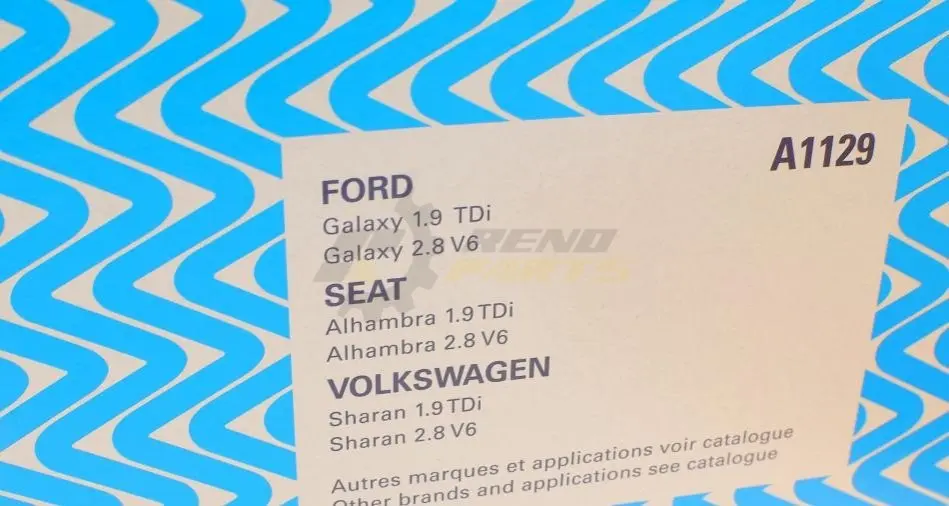 A1129
FORD
Galaxy 1.9 TDi
Galaxy 2.8 V6
SEAT
Alhambra 1.9 TDi
Alhambra 2.8 V6
VOLKSWAGEN
Sharan 1.9 TDi
Sharan 2.8 V6
Autres marques et applications voir catalogue
Other brands and applications see catalogue
RENO
PARTS